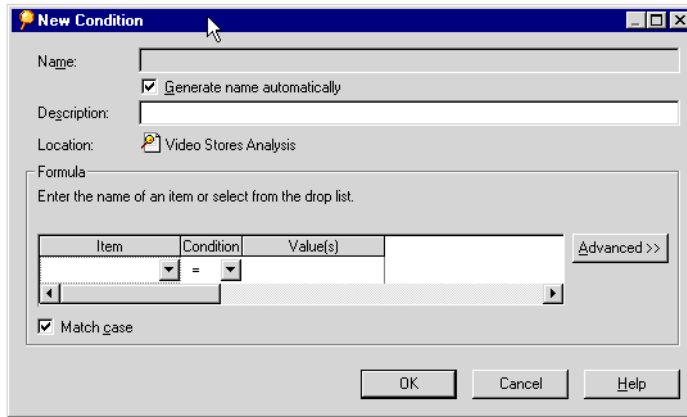 New Condition
Name:
Generate name automatically
Description:
Location: Video Stores Analysis
Formula
Enter the name of an item or select from the drop list.
Item Condition Value(s)
=
Advanced >>
Match case
OK Cancel Help